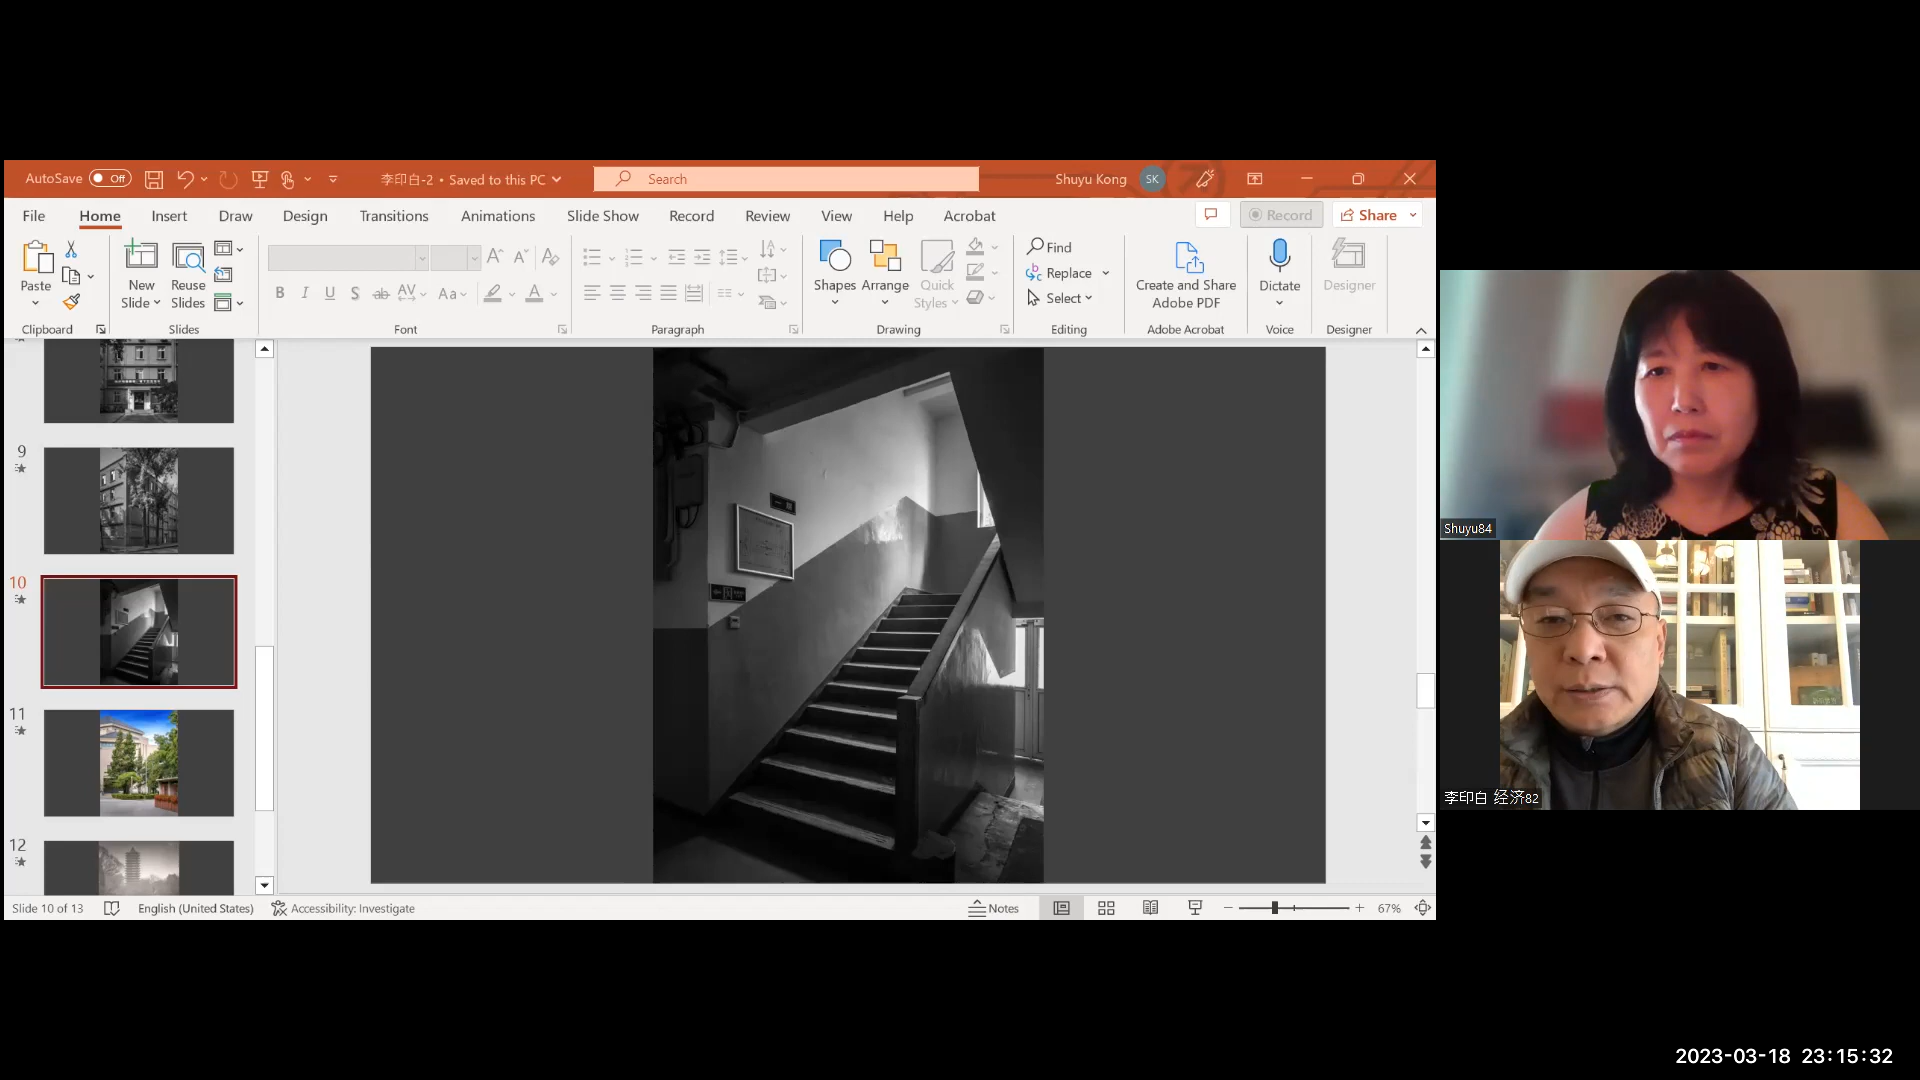 AutoSave Off 李印白-2 • Saved to this PC Search Shuyu Kong SK
File Home Insert Draw Design Transitions Animations Slide Show Record Review View Help Acrobat Record Share
Paste New Slide Reuse Slides Shapes Arrange Quick Styles Find Replace Select Create and Share Adobe PDF Dictate Designer
B I U S ab AV Aa A
Clipboard Slides Font Paragraph Drawing Editing Adobe Acrobat Voice Designer
9
10
11
12
Slide 10 of 13 English (United States) Accessibility: Investigate Notes 67%
Shuyu84
李印白 经济82
2023-03-18 23:15:32